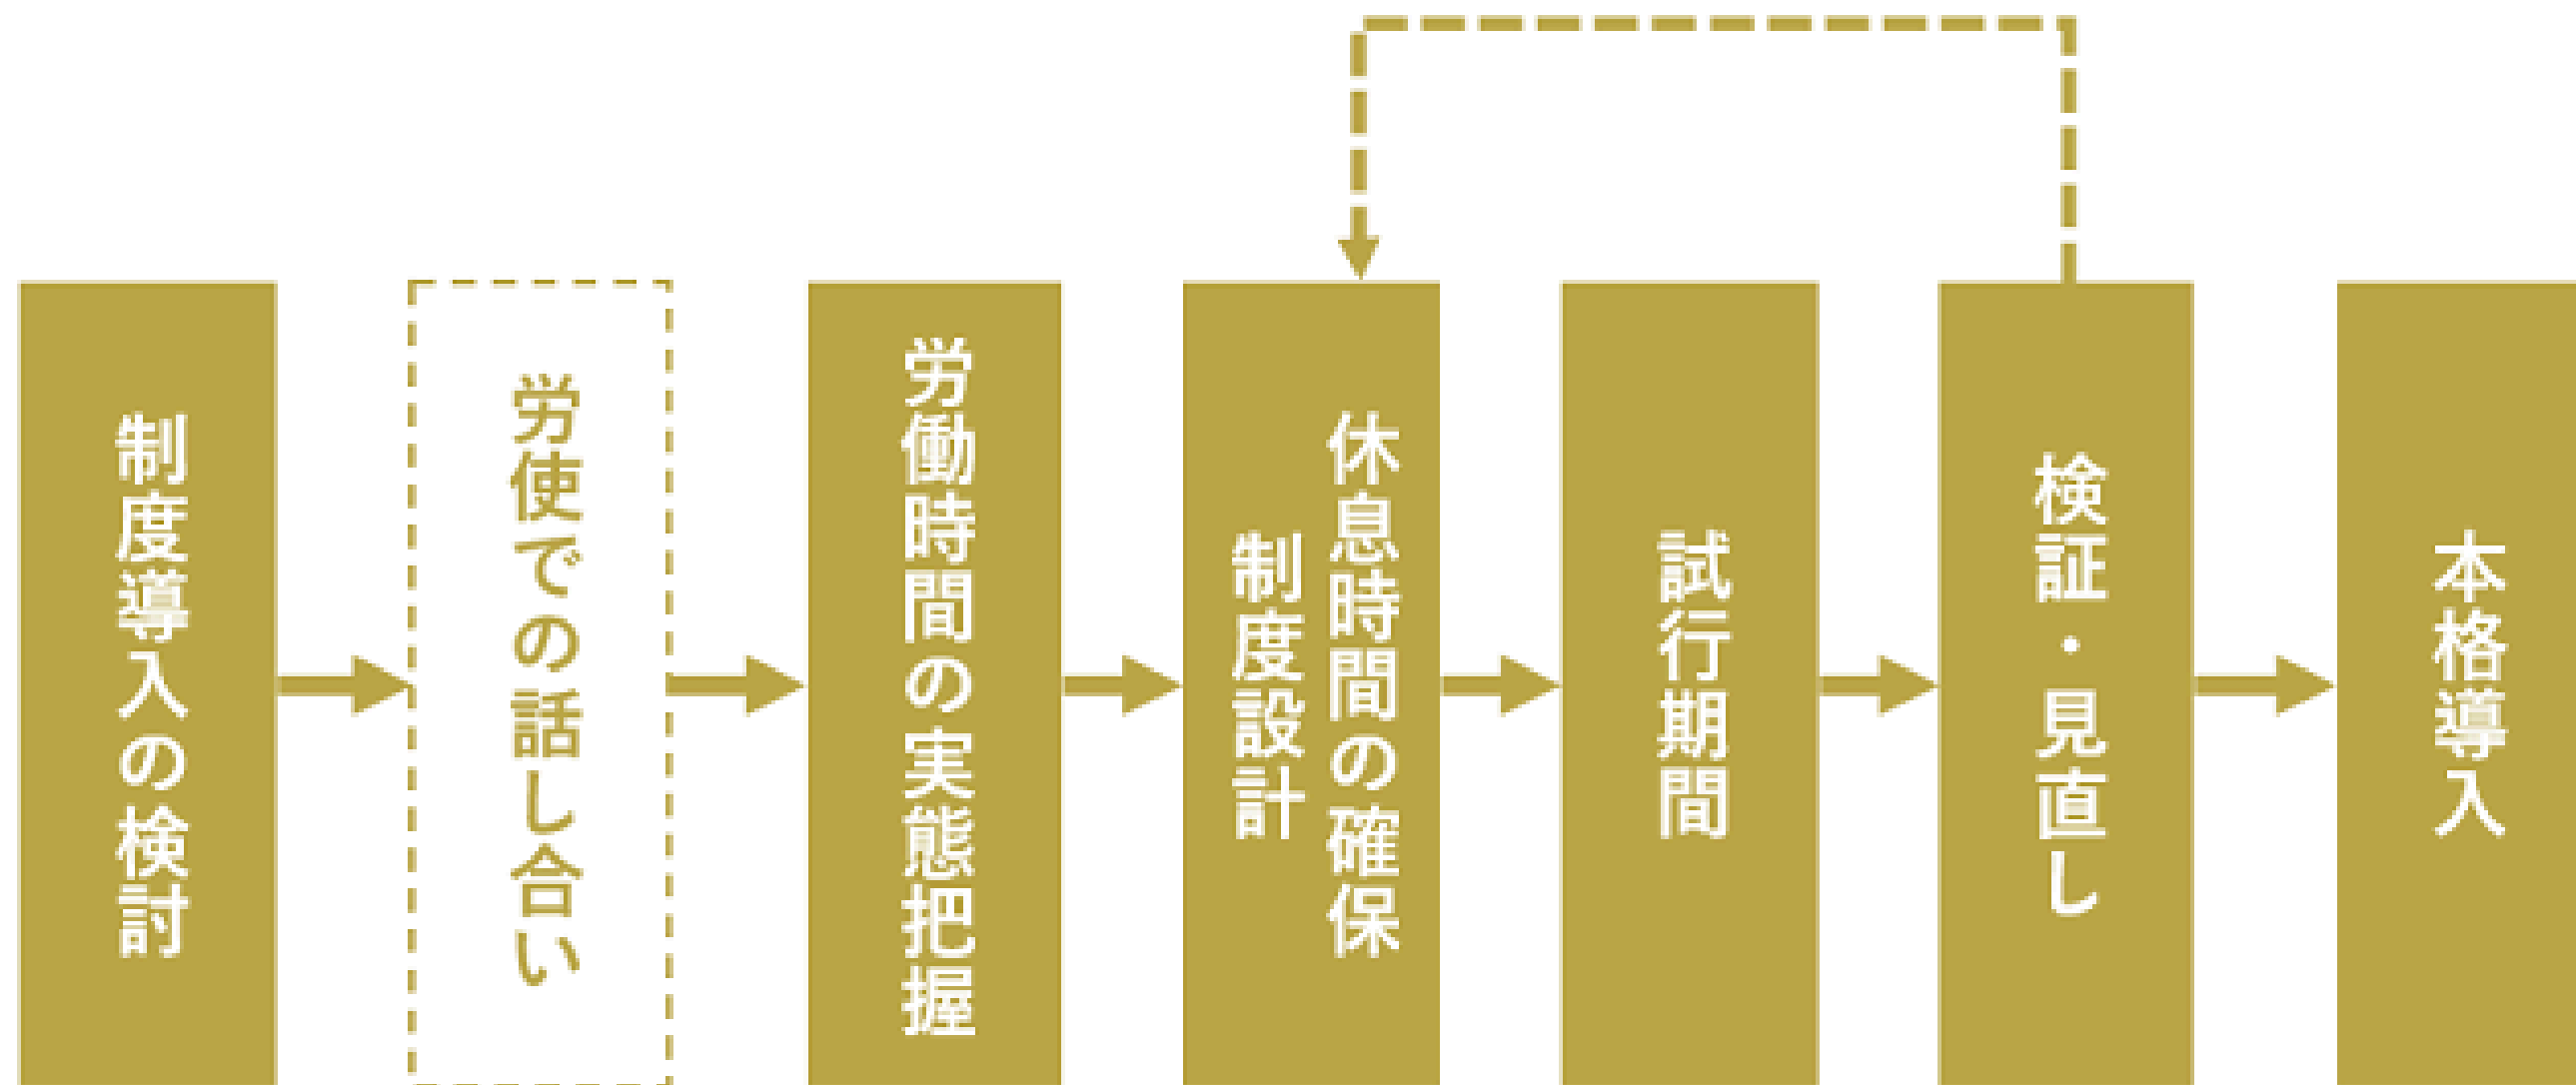 制度導入の検討
労使での話し合い
労働時間の実態把握
休息時間の確保
制度設計
試行期間
検証・見直し
本格導入